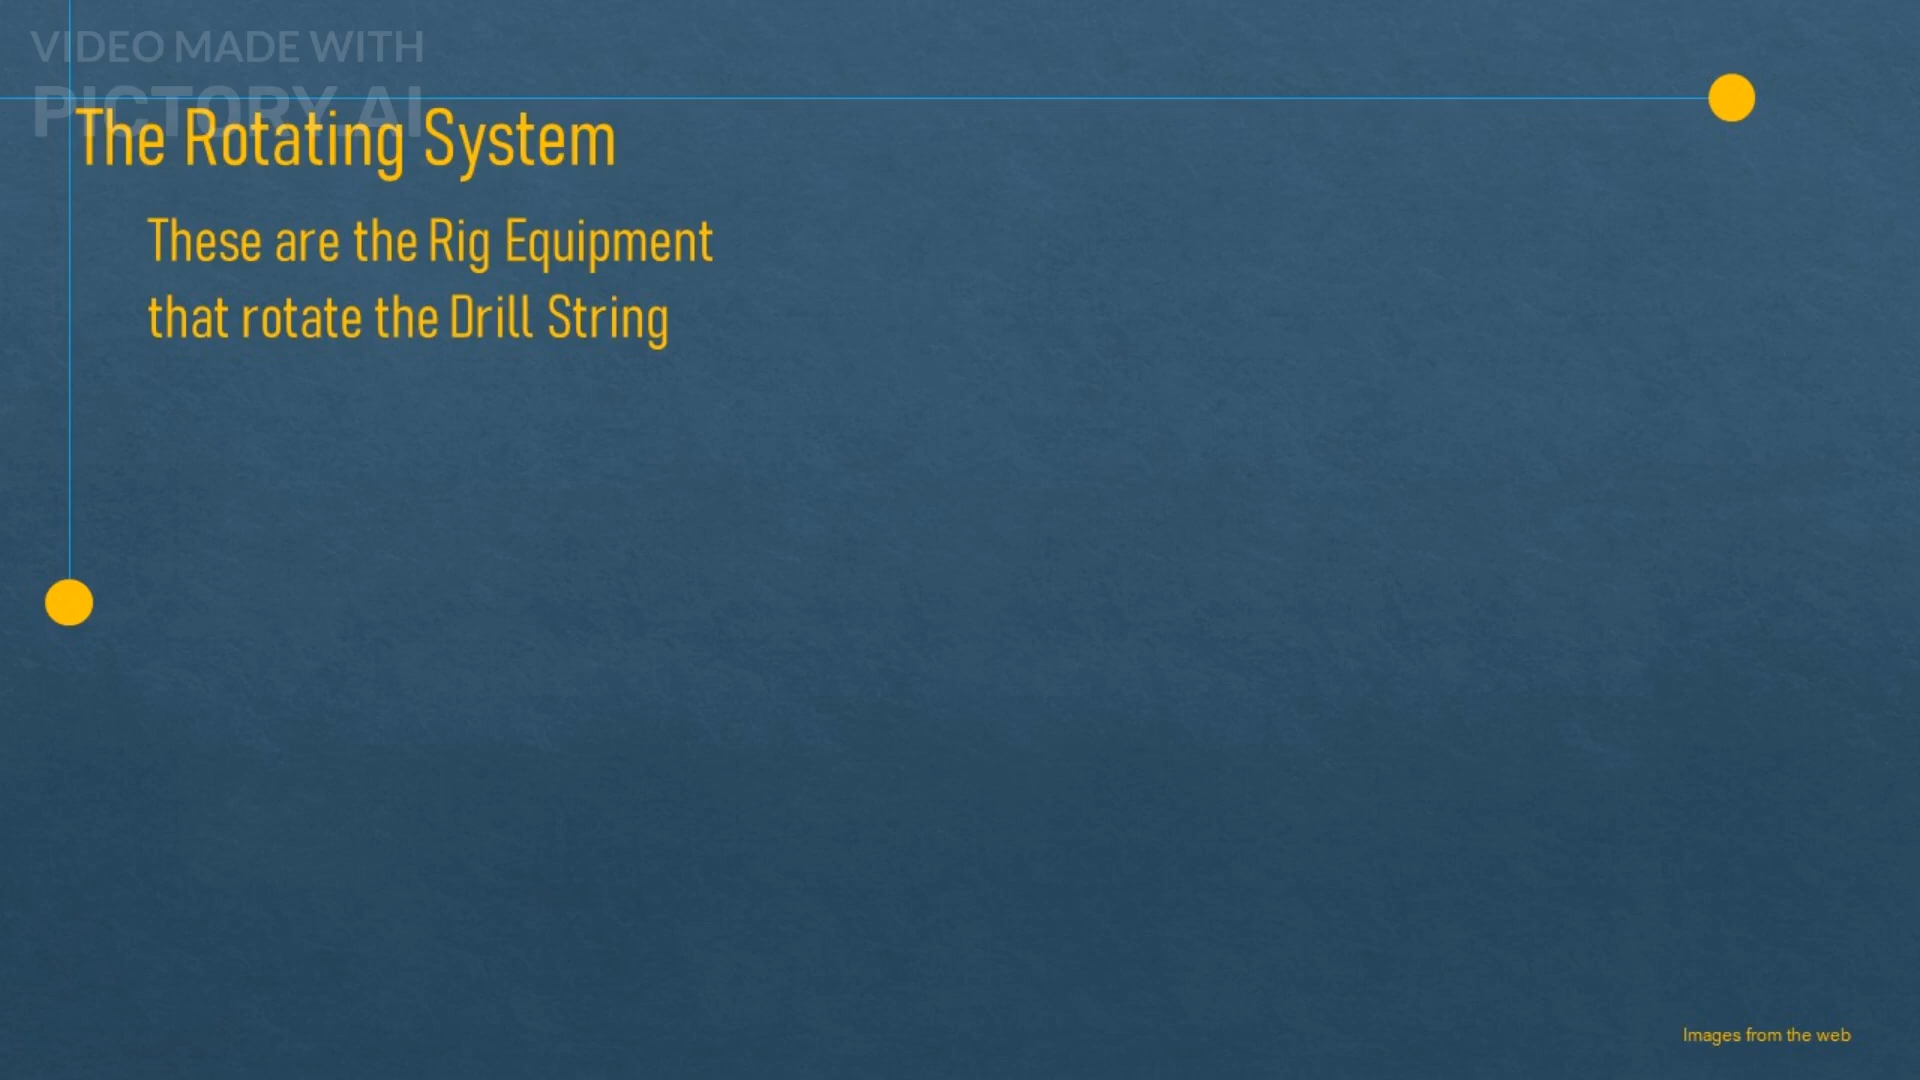 VIDEO MADE WITH
PICTORY.AI
The Rotating System
These are the Rig Equipment
that rotate the Drill String
Images from the web